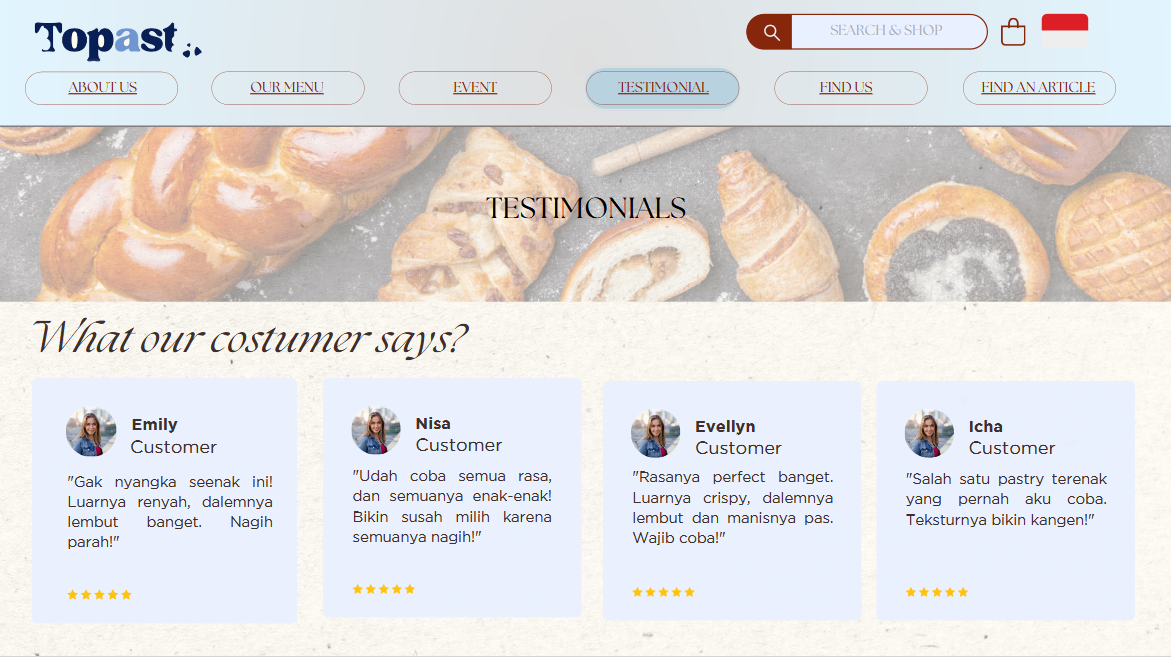 Topast
SEARCH & SHOP
ABOUT US
OUR MENU
EVENT
TESTIMONIAL
FIND US
FIND AN ARTICLE
TESTIMONIALS
What our costumer says?
Emily
Customer
"Gak nyangka seenak ini!
Luarnya renyah, dalemnya
lembut banget. Nagih
parah!"
Nisa
Customer
"Udah coba semua rasa,
dan semuanya enak-enak!
Bikin susah milih karena
semuanya nagih!"
Evellyn
Customer
"Rasanya perfect banget.
Luarnya crispy, dalemnya
lembut dan manisnya pas.
Wajib coba!"
Icha
Customer
"Salah satu pastry terenak
yang pernah aku coba.
Teksturnya bikin kangen!"